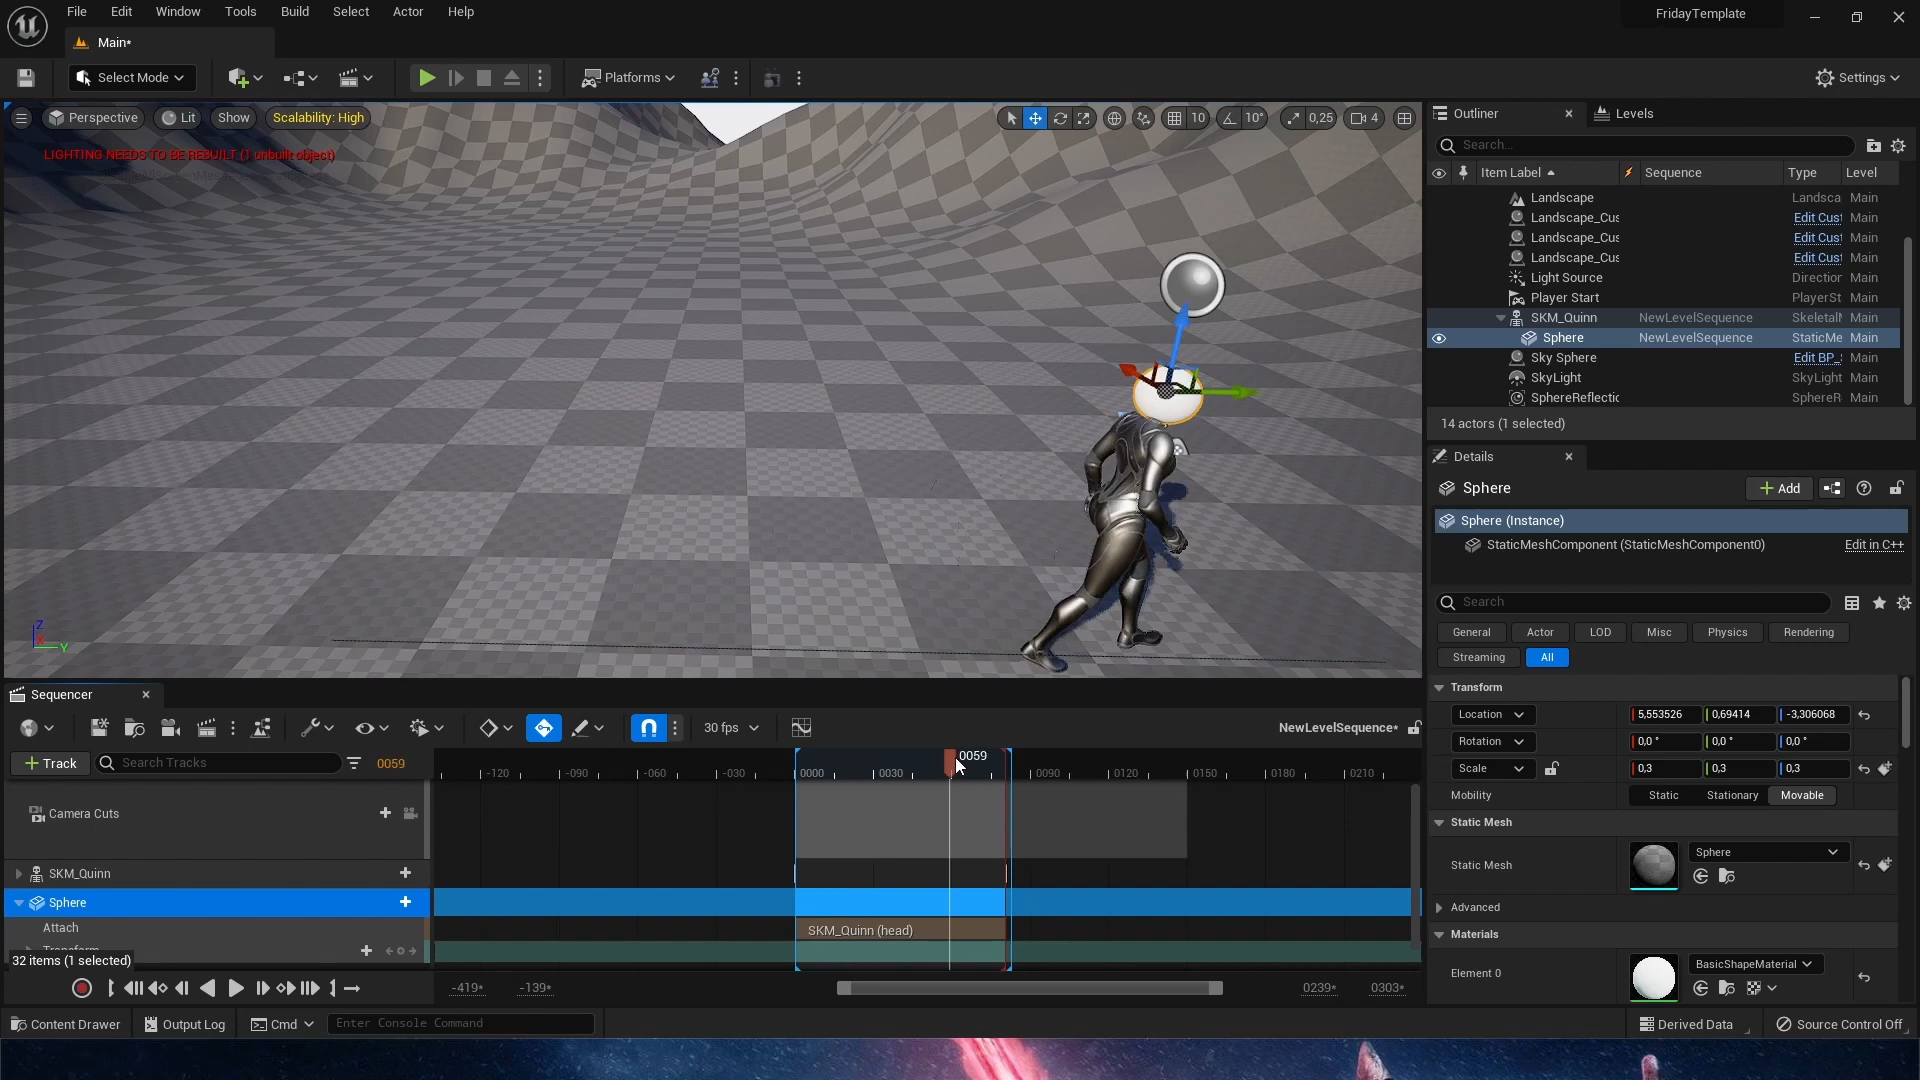 File Edit Window Tools Build Select Actor Help
FridayTemplate
Main*
Select Mode
Platforms
Settings
Perspective Lit Show Scalability: High
10 10° 0,25 4
LIGHTING NEEDS TO BE REBUILT (1 unbuilt object)
Outliner
Levels
Search...
Item Label Sequence Type Level
Landscape Landsca Main
Landscape_Cus Edit Cust Main
Landscape_Cus Edit Cust Main
Landscape_Cus Edit Cust Main
Light Source Direction Main
Player Start PlayerSt Main
SKM_Quinn NewLevelSequence Skeletal Main
Sphere NewLevelSequence StaticMe Main
Sky Sphere Edit BP_S Main
SkyLight SkyLight Main
SphereReflectic SphereR Main
14 actors (1 selected)
Details
Sphere
Add
Sphere (Instance)
StaticMeshComponent (StaticMeshComponent0) Edit in C++
Search
General Actor LOD Misc Physics Rendering
Streaming All
Transform
Location 5,553526 0,69414 -3,306068
Rotation 0,0 ° 0,0 ° 0,0 °
Scale 0,3 0,3 0,3
Mobility Static Stationary Movable
Static Mesh
Static Mesh Sphere
Advanced
Materials
Element 0 BasicShapeMaterial
Z
X
Y
Sequencer
30 fps
NewLevelSequence*
Track Search Tracks 0059
0059
-120 -090 -060 -030 0000 0030 0090 0120 0150 0180 0210
Camera Cuts
SKM_Quinn
Sphere
Attach
SKM_Quinn (head)
Transform
32 items (1 selected)
-419* -139* 0239* 0303*
Content Drawer Output Log Cmd Enter Console Command
Derived Data Source Control Off